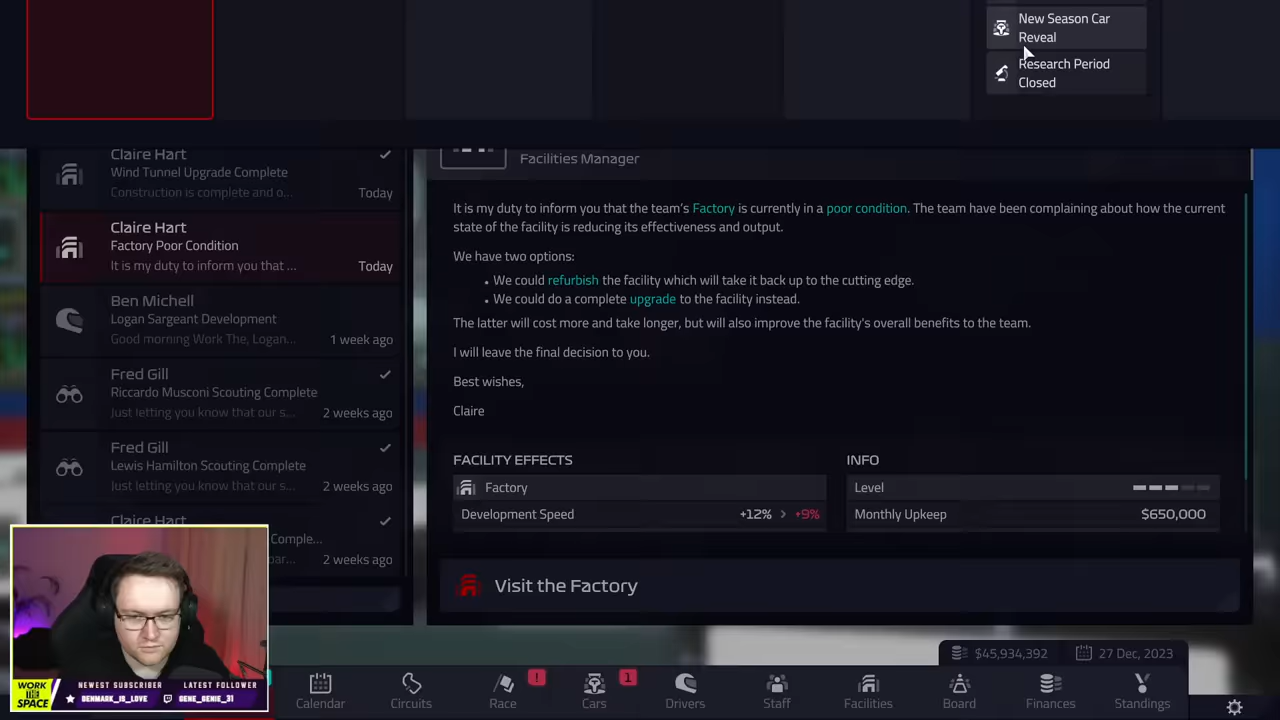 New Season Car
Reveal
Research Period
Closed
Claire Hart
Wind Tunnel Upgrade Complete
Construction is complete and o...
Today
Claire Hart
Factory Poor Condition
It is my duty to inform you that ...
Today
Ben Michell
Logan Sargeant Development
Good morning Work The, Logan...
1 week ago
Fred Gill
Riccardo Musconi Scouting Complete
Just letting you know that our s...
2 weeks ago
Fred Gill
Lewis Hamilton Scouting Complete
Just letting you know that our s...
2 weeks ago
Claire Hart
2 weeks ago
Facilities Manager
It is my duty to inform you that the team's Factory is currently in a poor condition. The team have been complaining about how the current
state of the facility is reducing its effectiveness and output.
We have two options:
• We could refurbish the facility which will take it back up to the cutting edge.
• We could do a complete upgrade to the facility instead.
The latter will cost more and take longer, but will also improve the facility's overall benefits to the team.
I will leave the final decision to you.
Best wishes,
Claire
FACILITY EFFECTS
Factory
Development Speed +12% > +9%
INFO
Level
Monthly Upkeep $650,000
Visit the Factory
$45,934,392
27 Dec, 2023
Calendar
Circuits
Race
!
Cars
1
Drivers
Staff
Facilities
Board
Finances
Standings
WORK
THE
SPACE
NEWEST SUBSCRIBER
DENMARK_IS_LOVE
LATEST FOLLOWER
GENE_GENIE_31